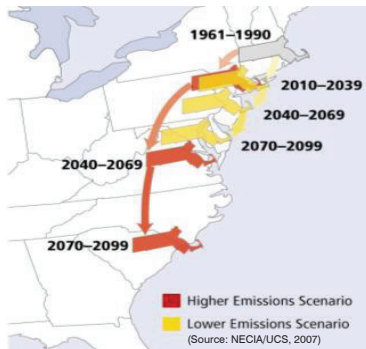 1961–1990
2010–2039
2040–2069
2070–2099
2040–2069
2070–2099
Higher Emissions Scenario
Lower Emissions Scenario
(Source: NECIA/UCS, 2007)